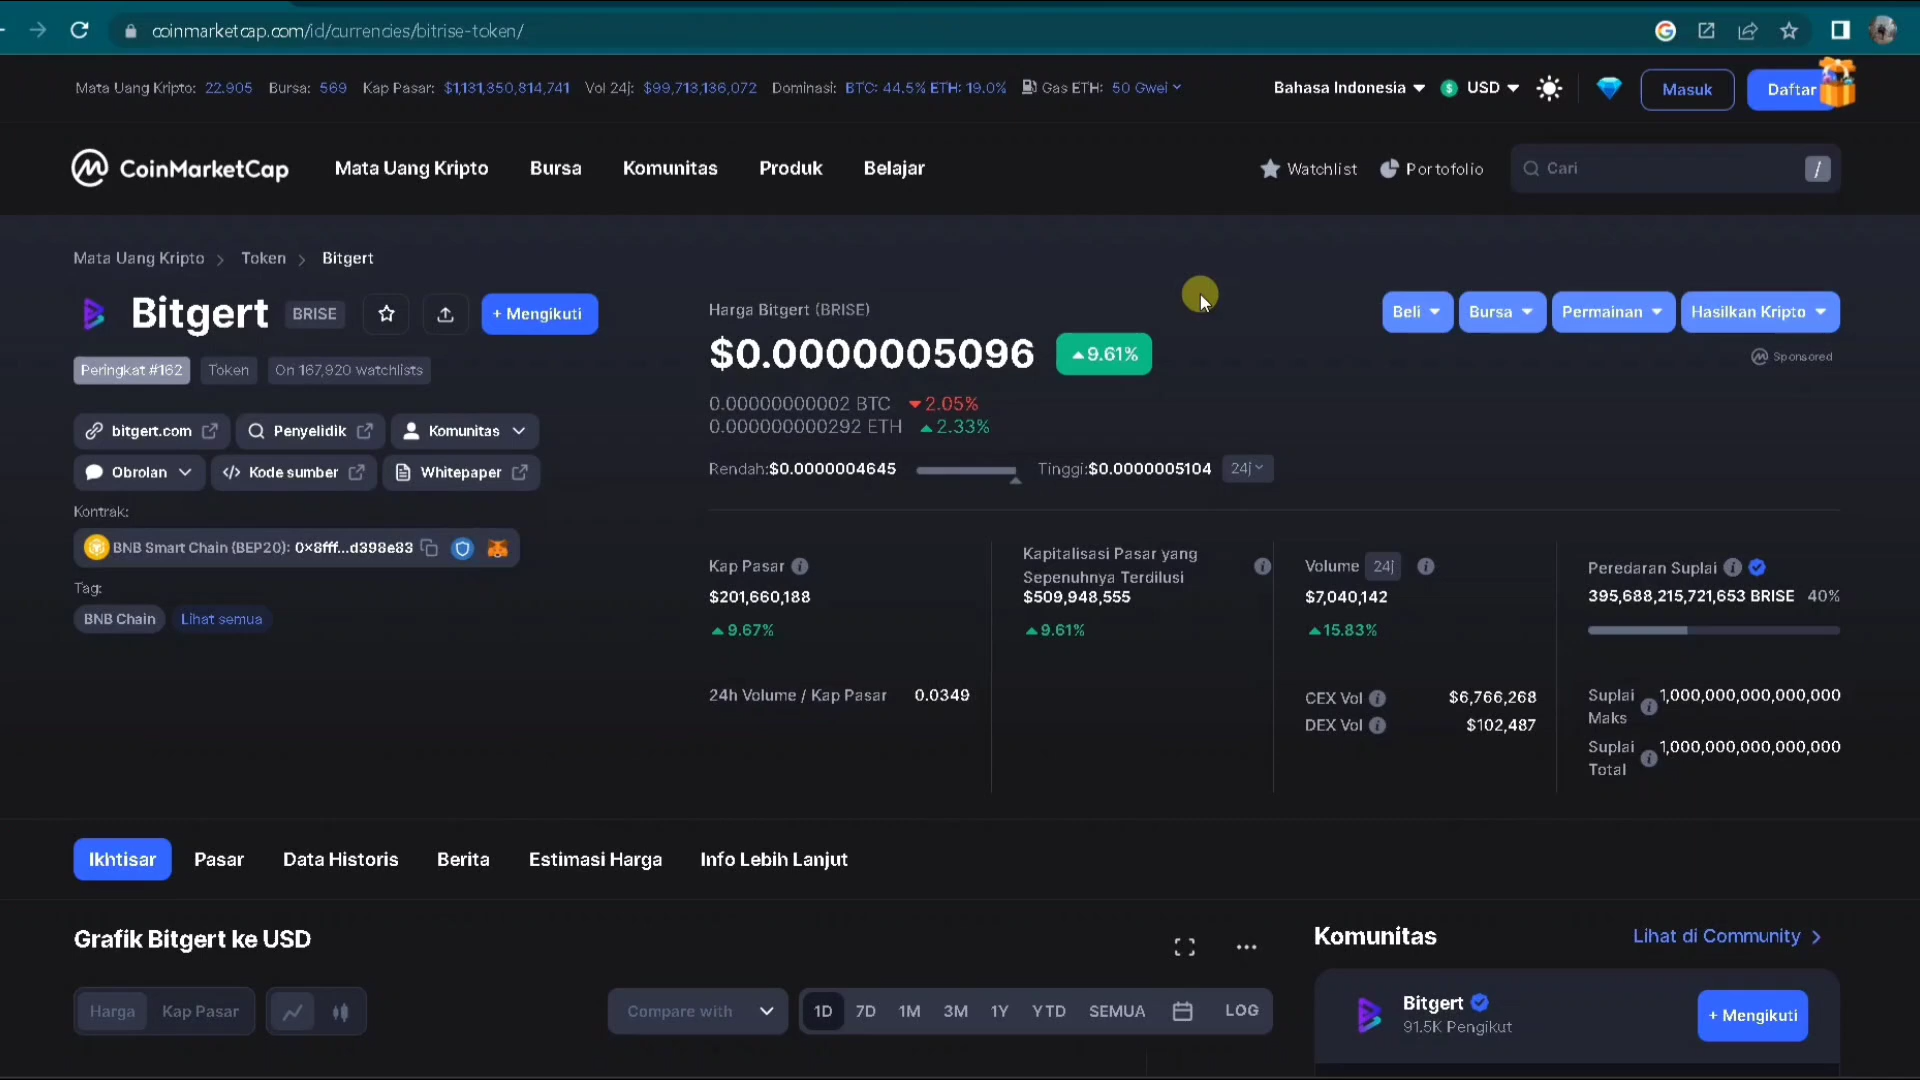 coinmarketcap.com/id/currencies/bitrise-token/
Mata Uang Kripto: 22.905 Bursa: 569 Kap Pasar: $1,131,350,814,741 Vol 24j: $99,713,136,072 Dominasi: BTC: 44.5% ETH: 19.0% Gas ETH: 50 Gwei
Bahasa Indonesia $ USD Masuk Daftar
CoinMarketCap Mata Uang Kripto Bursa Komunitas Produk Belajar Watchlist Portofolio Cari /
Mata Uang Kripto > Token > Bitgert
Bitgert BRISE + Mengikuti
Peringkat #162 Token On 167,920 watchlists
bitgert.com Penyelidik Komunitas
Obrolan </> Kode sumber Whitepaper
Kontrak:
BNB Smart Chain (BEP20): 0x8fff...d398e83
Tag:
BNB Chain Lihat semua
Harga Bitgert (BRISE)
$0.0000005096 9.61%
0.00000000002 BTC 2.05%
0.000000000292 ETH 2.33%
Rendah:$0.0000004645 Tinggi:$0.0000005104 24j
Beli Bursa Permainan Hasilkan Kripto
Sponsored
Kap Pasar
$201,660,188
9.67%
24h Volume / Kap Pasar 0.0349
Kapitalisasi Pasar yang
Sepenuhnya Terdilusi
$509,948,555
9.61%
Volume 24j
$7,040,142
15.83%
CEX Vol $6,766,268
DEX Vol $102,487
Peredaran Suplai
395,688,215,721,653 BRISE 40%
Suplai Maks 1,000,000,000,000,000
Suplai Total 1,000,000,000,000,000
Ikhtisar Pasar Data Historis Berita Estimasi Harga Info Lebih Lanjut
Grafik Bitgert ke USD
Harga Kap Pasar Compare with 1D 7D 1M 3M 1Y YTD SEMUA LOG
Komunitas Lihat di Community >
Bitgert
91.5K Pengikut
+ Mengikuti